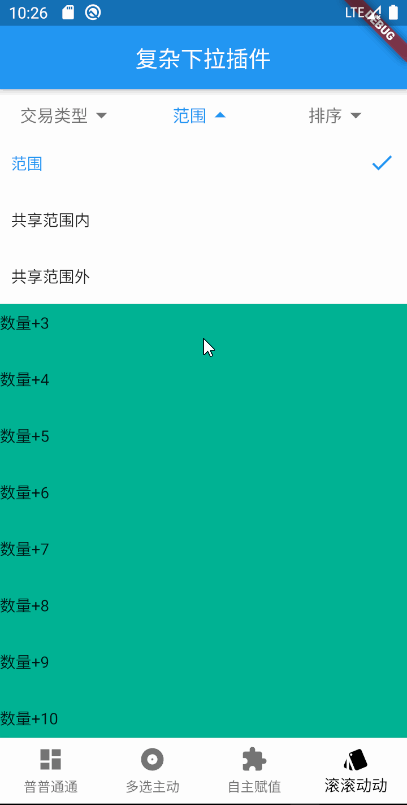 10:26 LTE DEBUG
复杂下拉插件
交易类型 范围 排序
范围
共享范围内
共享范围外
数量+3
数量+4
数量+5
数量+6
数量+7
数量+8
数量+9
数量+10
普普通通 多选主动 自主赋值 滚滚动动